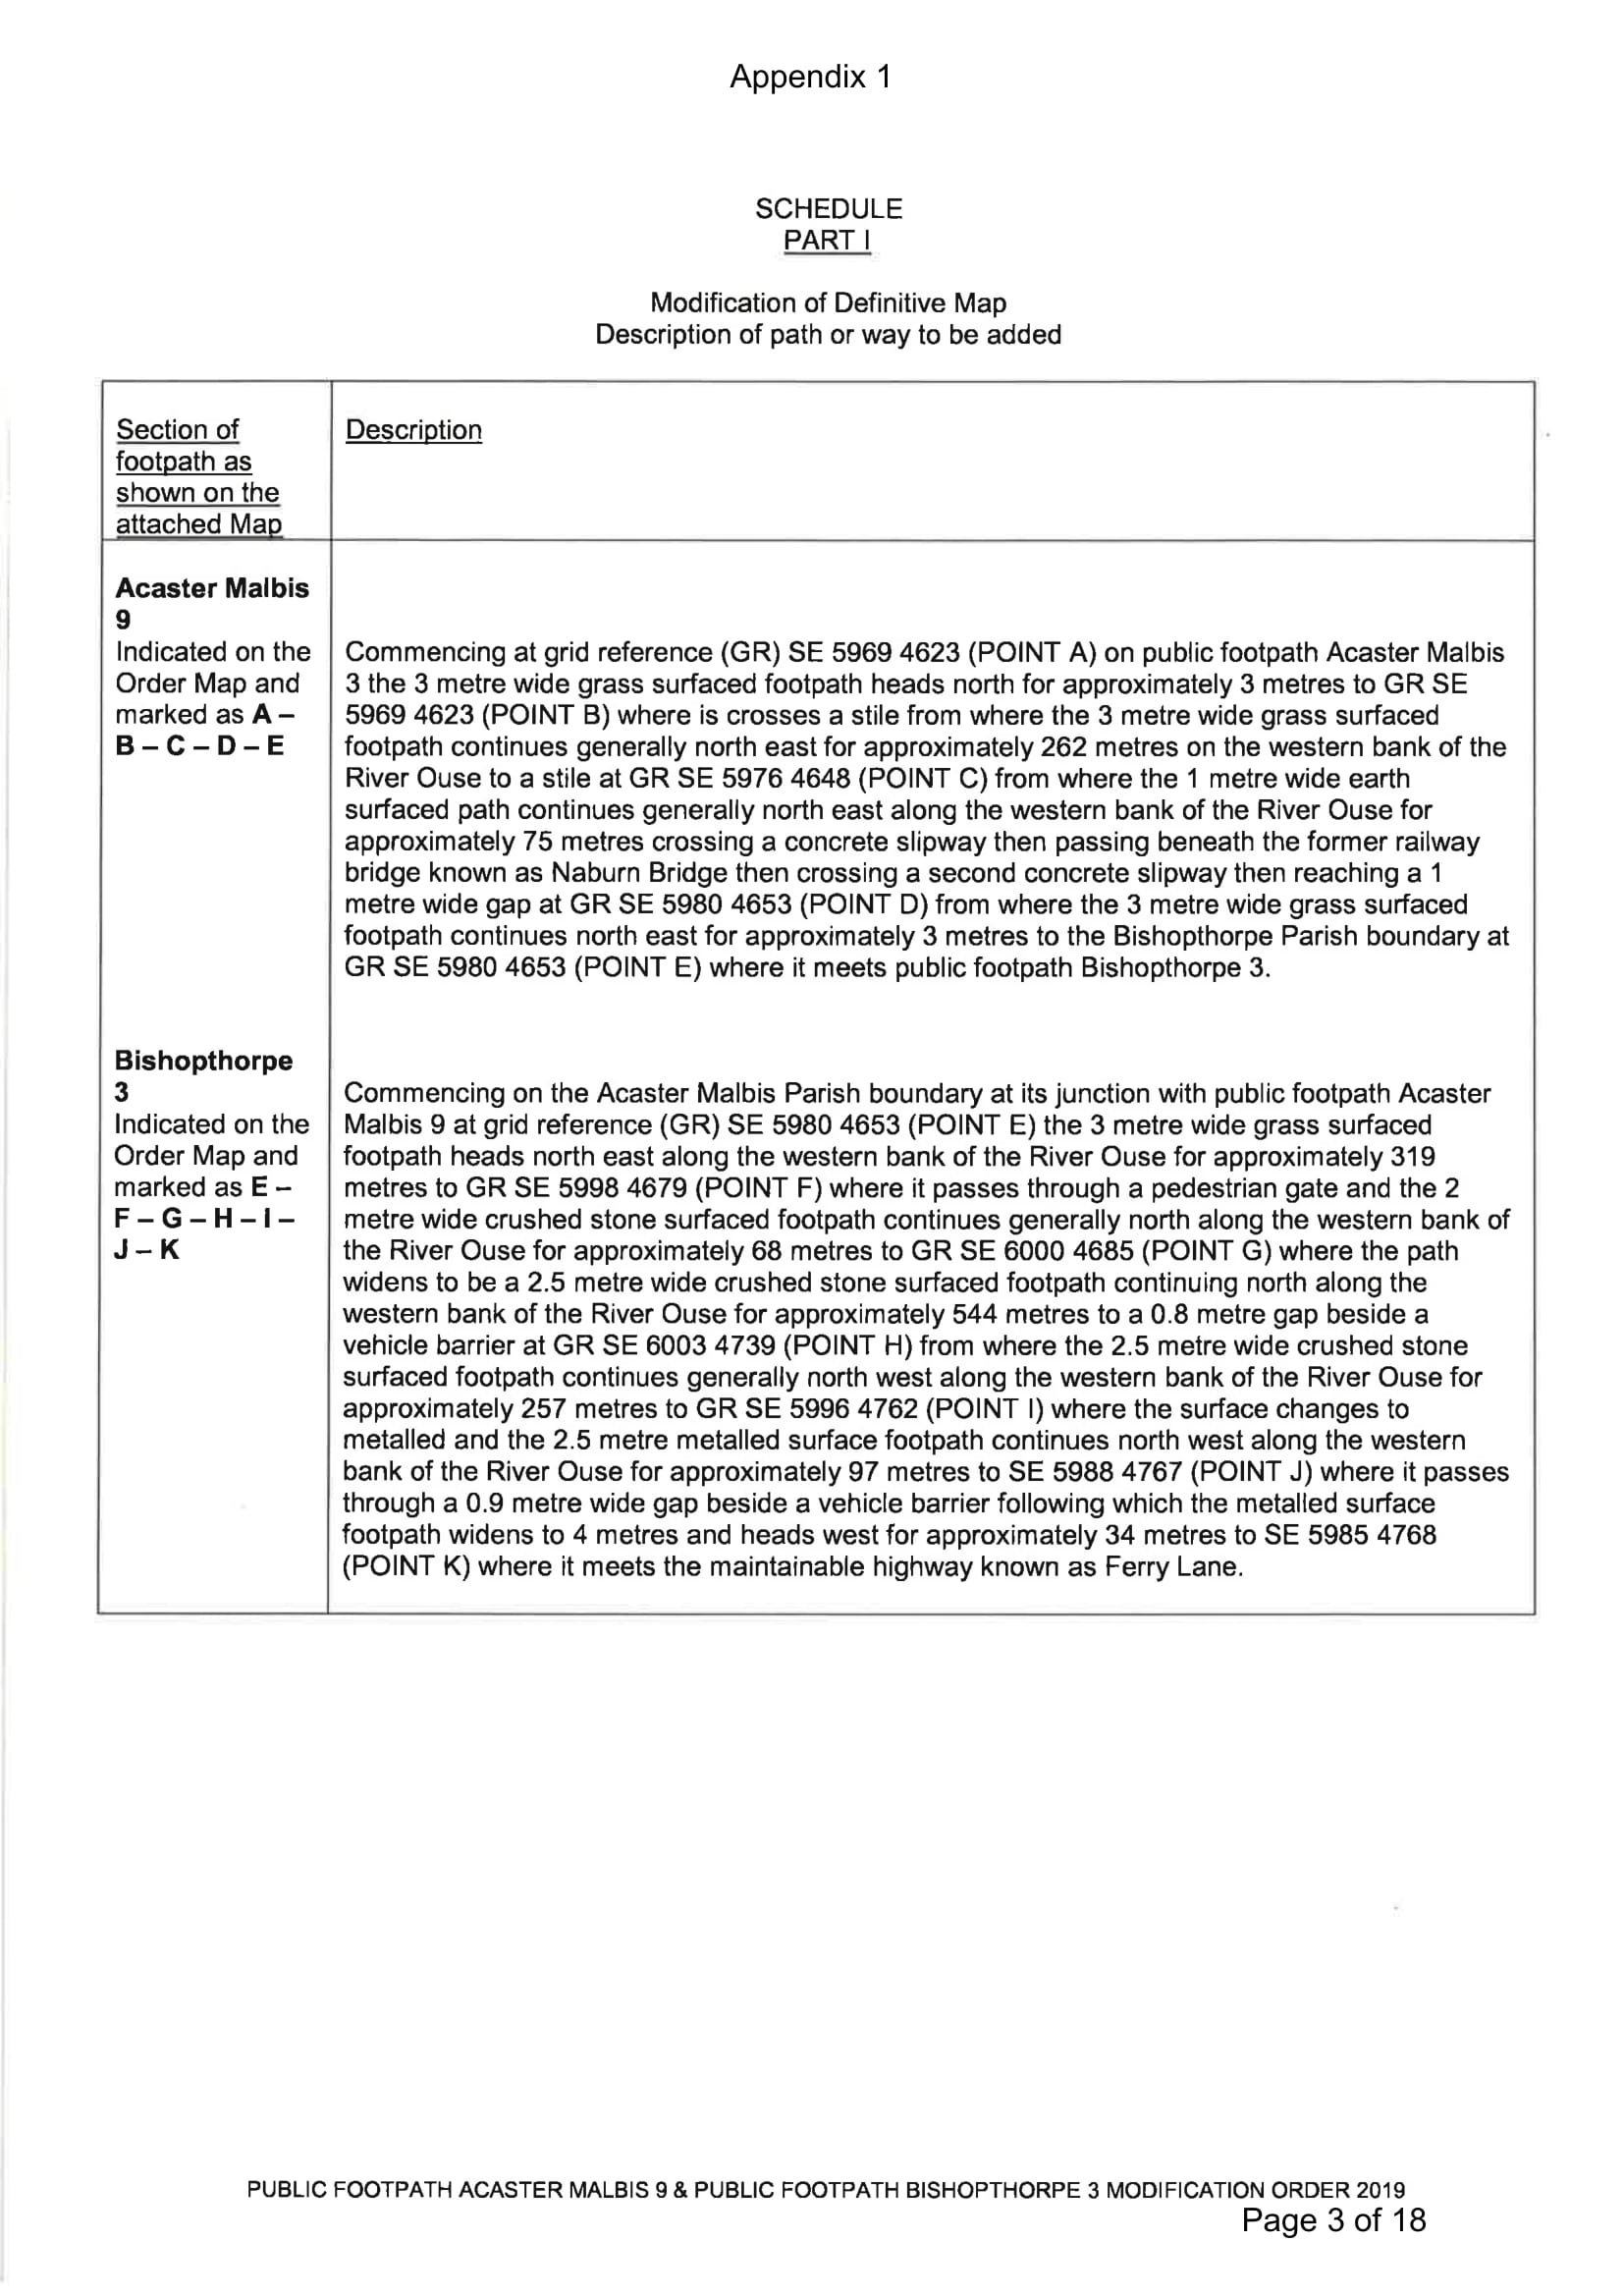 Appendix 1
SCHEDULE
PART I
Modification of Definitive Map
Description of path or way to be added
Section of
footpath as
shown on the
attached Map
Description
Acaster Malbis
9
Indicated on the
Order Map and
marked as A –
B – C – D – E
Commencing at grid reference (GR) SE 5969 4623 (POINT A) on public footpath Acaster Malbis
3 the 3 metre wide grass surfaced footpath heads north for approximately 3 metres to GR SE
5969 4623 (POINT B) where is crosses a stile from where the 3 metre wide grass surfaced
footpath continues generally north east for approximately 262 metres on the western bank of the
River Ouse to a stile at GR SE 5976 4648 (POINT C) from where the 1 metre wide earth
surfaced path continues generally north east along the western bank of the River Ouse for
approximately 75 metres crossing a concrete slipway then passing beneath the former railway
bridge known as Naburn Bridge then crossing a second concrete slipway then reaching a 1
metre wide gap at GR SE 5980 4653 (POINT D) from where the 3 metre wide grass surfaced
footpath continues north east for approximately 3 metres to the Bishopthorpe Parish boundary at
GR SE 5980 4653 (POINT E) where it meets public footpath Bishopthorpe 3.
Bishopthorpe
3
Indicated on the
Order Map and
marked as E –
F – G – H – I –
J – K
Commencing on the Acaster Malbis Parish boundary at its junction with public footpath Acaster
Malbis 9 at grid reference (GR) SE 5980 4653 (POINT E) the 3 metre wide grass surfaced
footpath heads north east along the western bank of the River Ouse for approximately 319
metres to GR SE 5998 4679 (POINT F) where it passes through a pedestrian gate and the 2
metre wide crushed stone surfaced footpath continues generally north along the western bank of
the River Ouse for approximately 68 metres to GR SE 6000 4685 (POINT G) where the path
widens to be a 2.5 metre wide crushed stone surfaced footpath continuing north along the
western bank of the River Ouse for approximately 544 metres to a 0.8 metre gap beside a
vehicle barrier at GR SE 6003 4739 (POINT H) from where the 2.5 metre wide crushed stone
surfaced footpath continues generally north west along the western bank of the River Ouse for
approximately 257 metres to GR SE 5996 4762 (POINT I) where the surface changes to
metalled and the 2.5 metre metalled surface footpath continues north west along the western
bank of the River Ouse for approximately 97 metres to SE 5988 4767 (POINT J) where it passes
through a 0.9 metre wide gap beside a vehicle barrier following which the metalled surface
footpath widens to 4 metres and heads west for approximately 34 metres to SE 5985 4768
(POINT K) where it meets the maintainable highway known as Ferry Lane.
PUBLIC FOOTPATH ACASTER MALBIS 9 & PUBLIC FOOTPATH BISHOPTHORPE 3 MODIFICATION ORDER 2019
Page 3 of 18